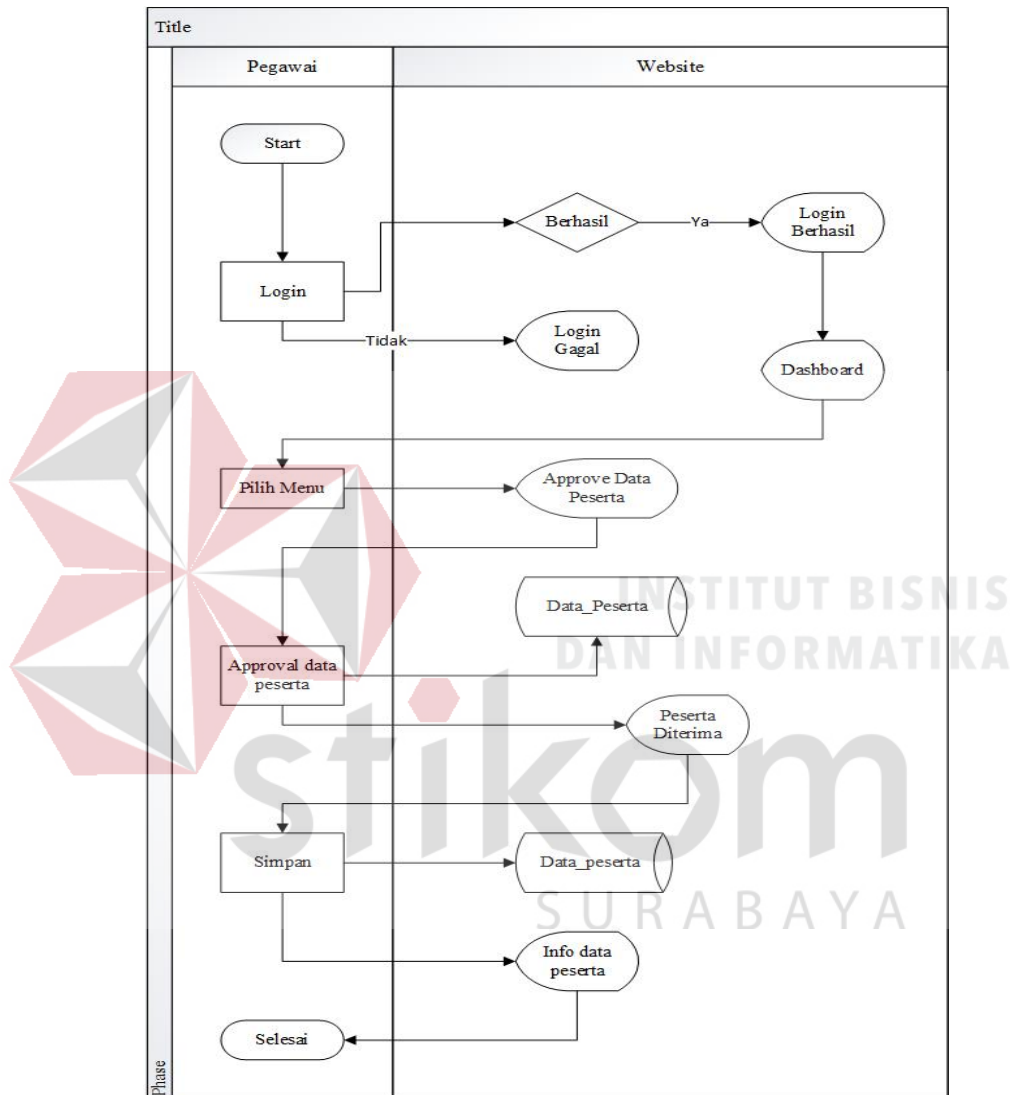 Title
Pegawai
Website
Start
Berhasil
Ya
Login
Berhasil
Login
Tidak
Login
Gagal
Dashboard
Pilih Menu
Approve Data
Peserta
Data_Peserta
INSTITUT BISNIS
DAN INFORMATIKA
Approval data
peserta
Peserta
Diterima
stikom
Simpan
Data_peserta
SURABAYA
Info data
peserta
Selesai
Phase